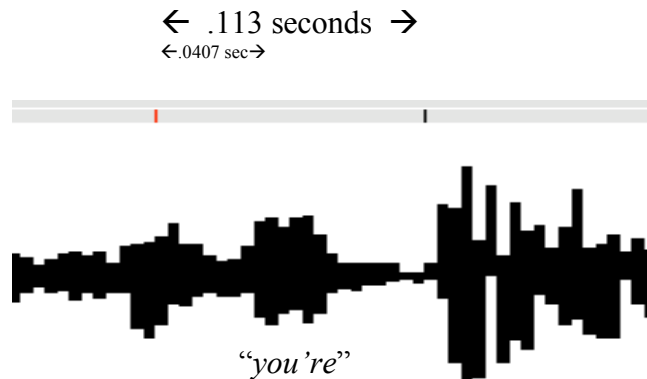 ← .113 seconds →
←.0407 sec→
“you’re”